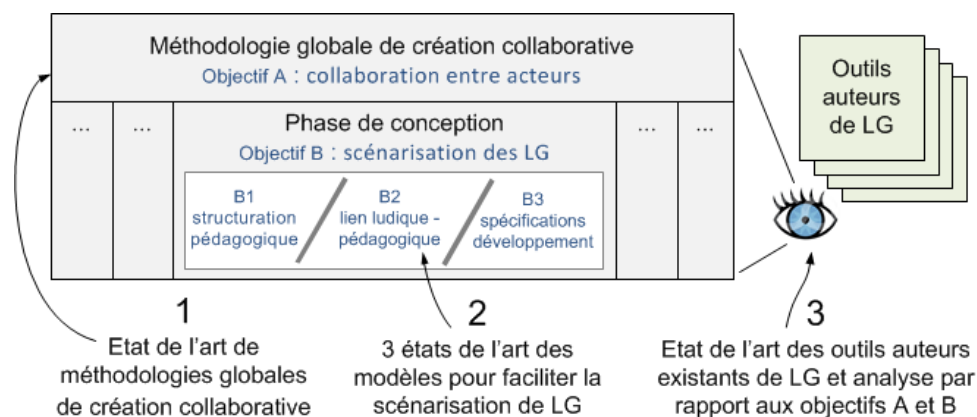 Méthodologie globale de création collaborative
Objectif A : collaboration entre acteurs
Outils
auteurs
de LG
...
...
Phase de conception
Objectif B : scénarisation des LG
...
...
B1
structuration
pédagogique
B2
lien ludique -
pédagogique
B3
spécifications
développement
1
Etat de l'art de
méthodologies globales
de création collaborative
2
3 états de l'art des
modèles pour faciliter la
scénarisation de LG
3
Etat de l'art des outils auteurs
existants de LG et analyse par
rapport aux objectifs A et B